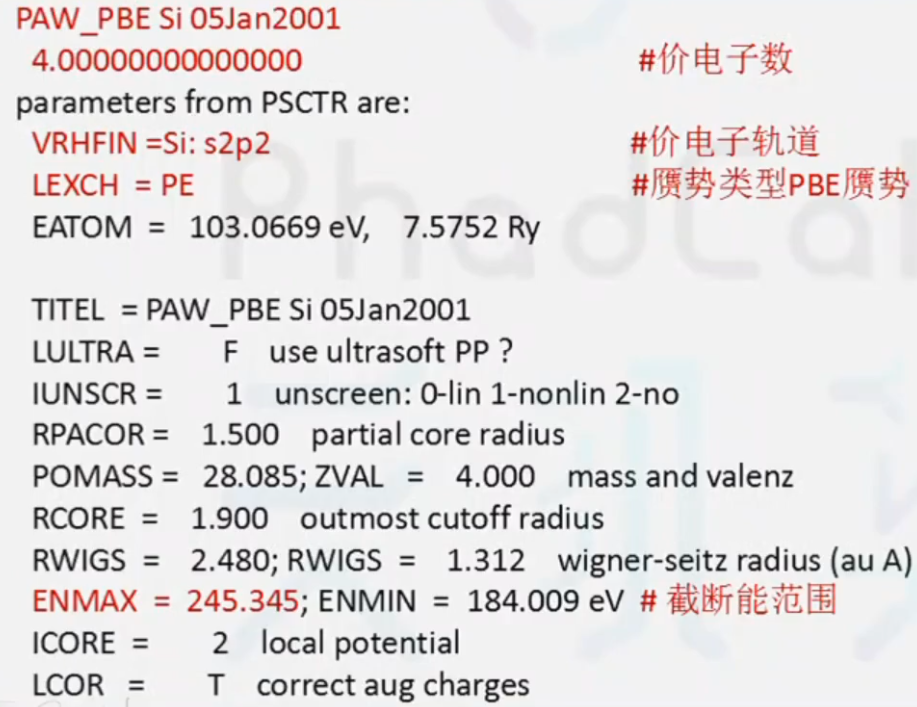 PAW_PBE Si 05Jan2001
4.00000000000000 #价电子数
parameters from PSCTR are:
VRHFIN =Si: s2p2 #价电子轨道
LEXCH = PE #赝势类型PBE赝势
EATOM = 103.0669 eV, 7.5752 Ry
TITEL = PAW_PBE Si 05Jan2001
LULTRA = F use ultrasoft PP ?
IUNSCR = 1 unscreen: 0-lin 1-nonlin 2-no
RPACOR = 1.500 partial core radius
POMASS = 28.085; ZVAL = 4.000 mass and valenz
RCORE = 1.900 outmost cutoff radius
RWIGS = 2.480; RWIGS = 1.312 wigner-seitz radius (au A)
ENMAX = 245.345; ENMIN = 184.009 eV # 截断能范围
ICORE = 2 local potential
LCOR = T correct aug charges